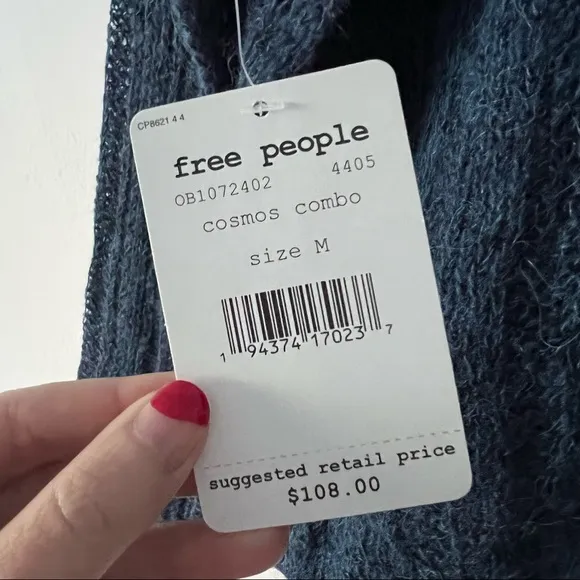 CP8621 4 4
free people
OB1072402 4405
cosmos combo
size M
1 94374 17023 7
suggested retail price
$108.00